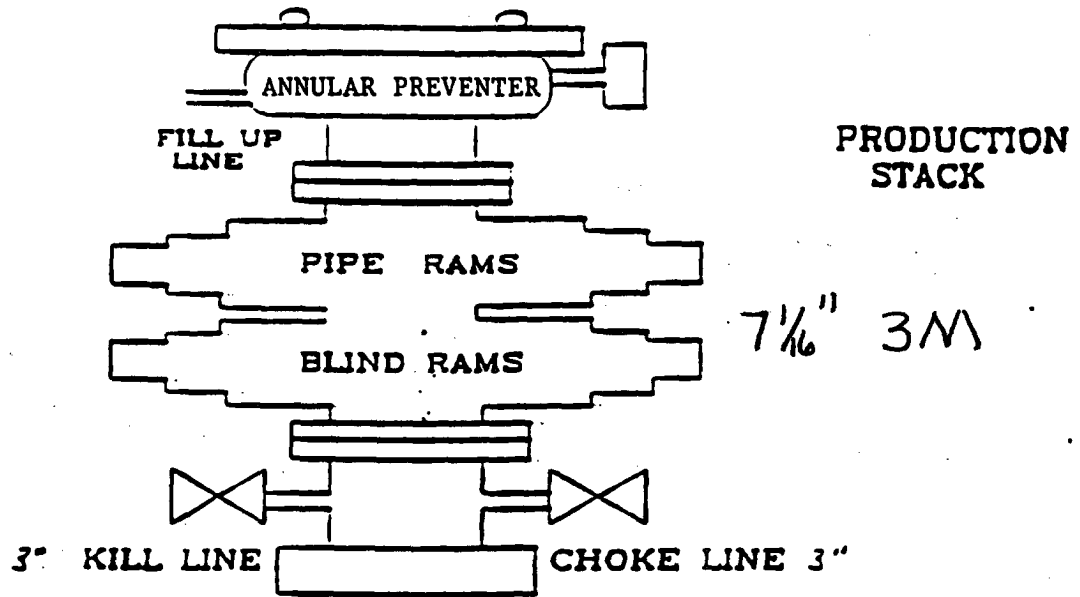 ANNULAR PREVENTER
FILL UP
LINE
PRODUCTION
STACK
PIPE RAMS
7 1/16" 3M
BLIND RAMS
3" KILL LINE
CHOKE LINE 3"